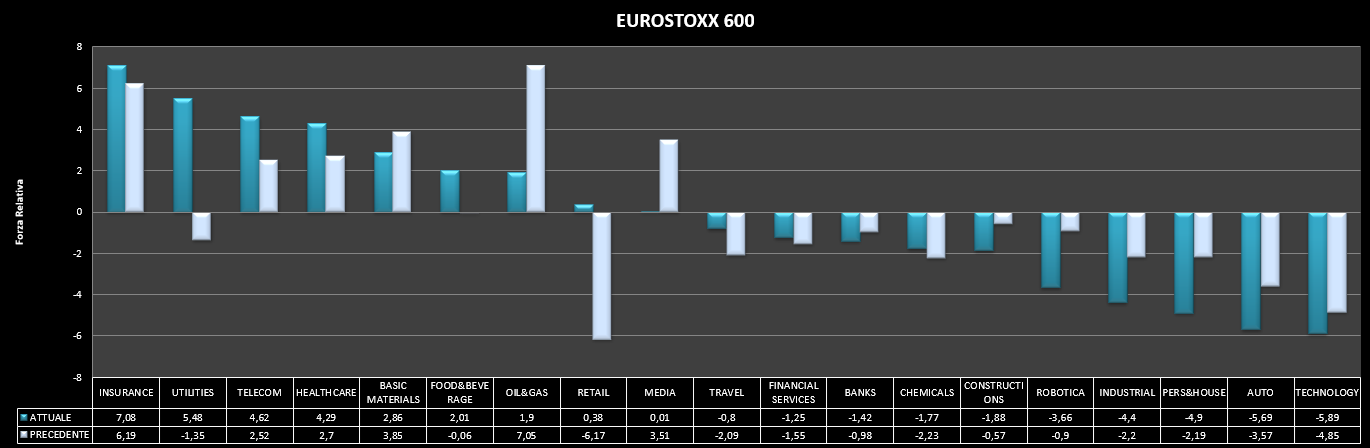 EUROSTOXX 600
Forza Relativa
8
6
4
2
0
-2
-4
-6
-8
INSURANCE UTILITIES TELECOM HEALTHCARE BASIC MATERIALS FOOD&BEVE RAGE OIL&GAS RETAIL MEDIA TRAVEL FINANCIAL SERVICES BANKS CHEMICALS CONSTRUCTI ONS ROBOTICA INDUSTRIAL PERS&HOUSE AUTO TECHNOLOGY
ATTUALE 7,08 5,48 4,62 4,29 2,86 2,01 1,9 0,38 0,01 -0,8 -1,25 -1,42 -1,77 -1,88 -3,66 -4,4 -4,9 -5,69 -5,89
PRECEDENTE 6,19 -1,35 2,52 2,7 3,85 -0,06 7,05 -6,17 3,51 -2,09 -1,55 -0,98 -2,23 -0,57 -0,9 -2,2 -2,19 -3,57 -4,85